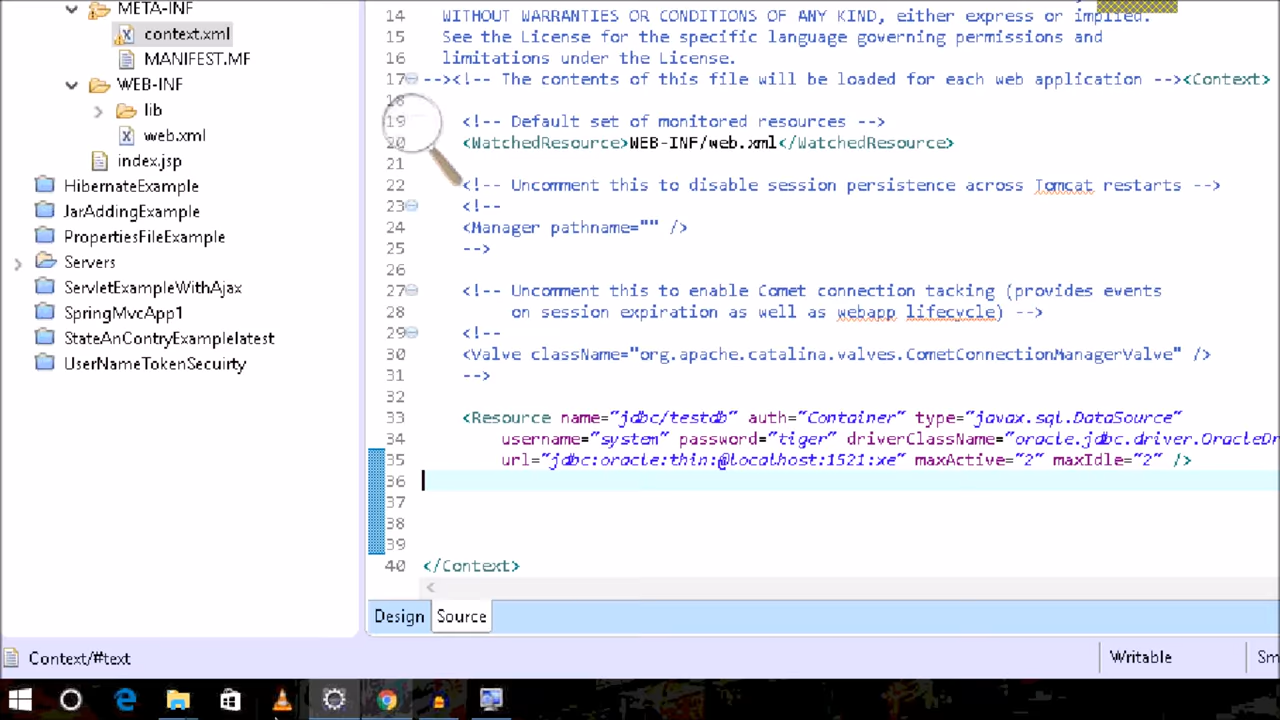 META-INF
context.xml
MANIFEST.MF
WEB-INF
lib
web.xml
index.jsp
HibernateExample
JarAddingExample
PropertiesFileExample
Servers
ServletExampleWithAjax
SpringMvcApp1
StateAnContryExamplelatest
UserNameTokenSecuirty
14 WITHOUT WARRANTIES OR CONDITIONS OF ANY KIND, either express or implied.
15 See the License for the specific language governing permissions and
16 limitations under the License.
17 --><!-- The contents of this file will be loaded for each web application --><Context>
18
19 <!-- Default set of monitored resources -->
20 <WatchedResource>WEB-INF/web.xml</WatchedResource>
21
22 <!-- Uncomment this to disable session persistence across Tomcat restarts -->
23 <!--
24 <Manager pathname="" />
25 -->
26
27 <!-- Uncomment this to enable Comet connection tacking (provides events
28 on session expiration as well as webapp lifecycle) -->
29 <!--
30 <Valve className="org.apache.catalina.valves.CometConnectionManagerValve" />
31 -->
32
33 <Resource name="jdbc/testdb" auth="Container" type="javax.sql.DataSource"
34 username="system" password="tiger" driverClassName="oracle.jdbc.driver.OracleDr
35 url="jdbc:oracle:thin:@localhost:1521:xe" maxActive="2" maxIdle="2" />
36
37
38
39
40 </Context>
Design Source
Context/#text
Writable
Sm